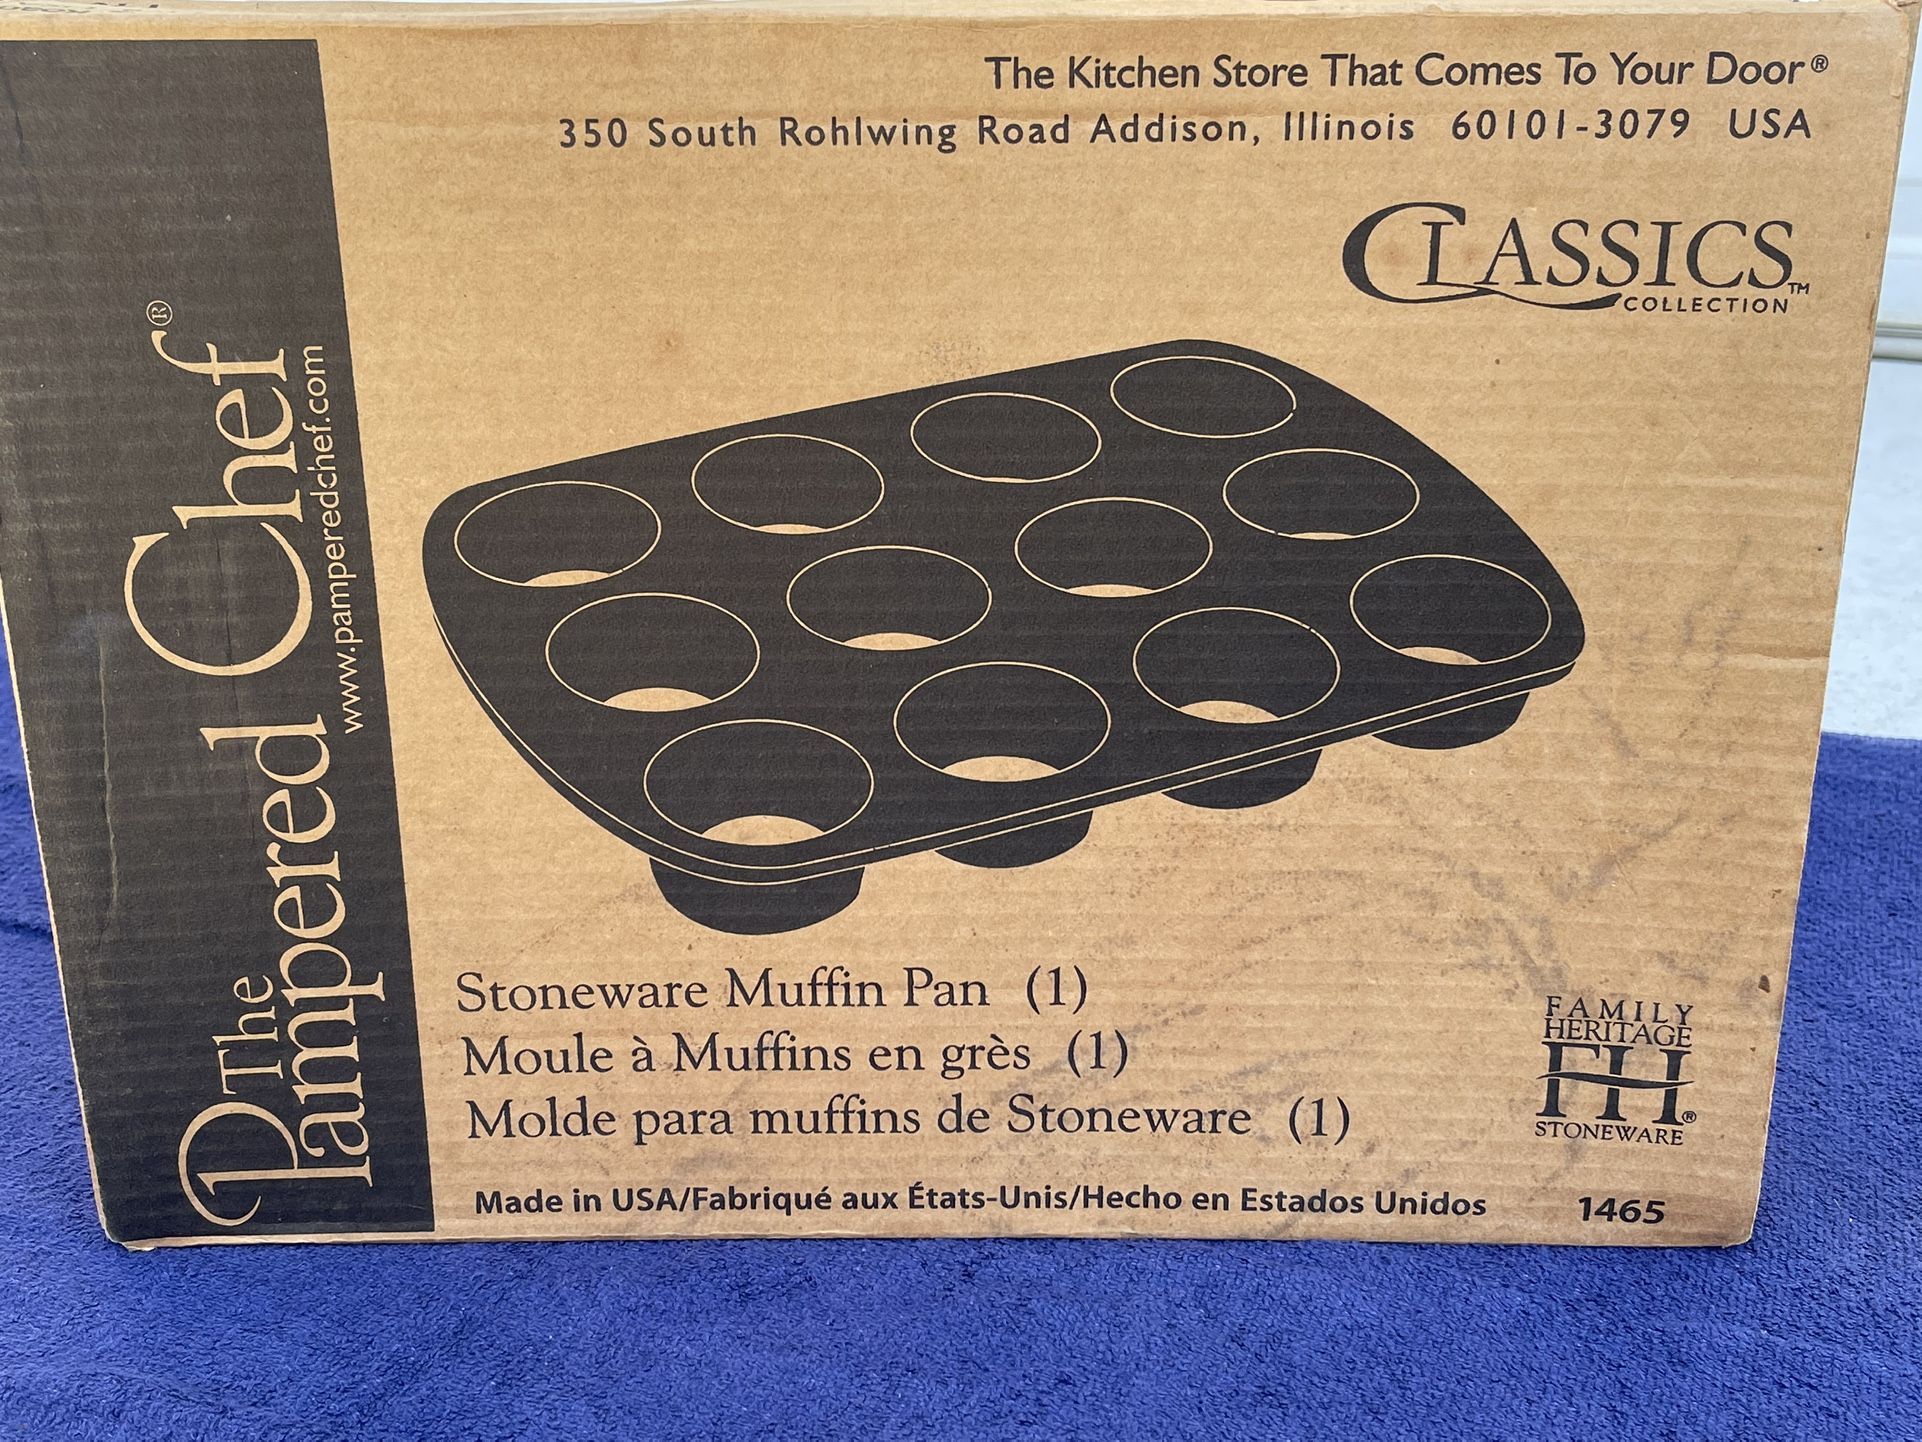 The Kitchen Store That Comes To Your Door®
350 South Rohlwing Road Addison, Illinois 60101-3079 USA
CLASSICS™
COLLECTION
The
Pampered Chef®
www.pamperedchef.com
Stoneware Muffin Pan (1)
Moule à Muffins en grès (1)
Molde para muffins de Stoneware (1)
FAMILY
HERITAGE
FH®
STONEWARE
Made in USA/Fabriqué aux États-Unis/Hecho en Estados Unidos 1465